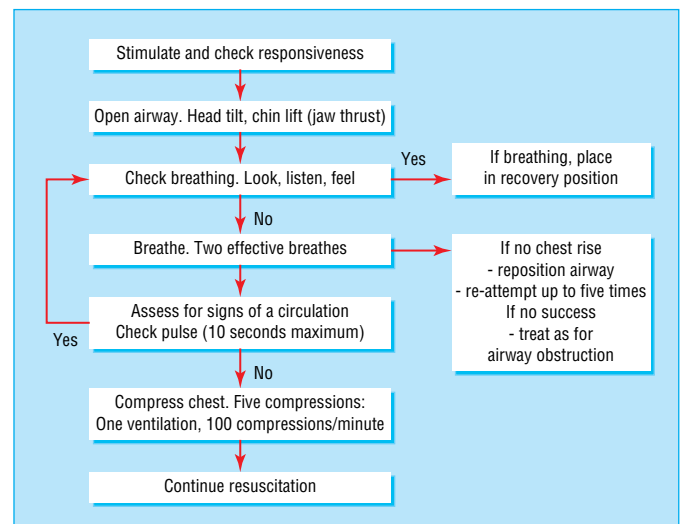 Stimulate and check responsiveness
Open airway. Head tilt, chin lift (jaw thrust)
Check breathing. Look, listen, feel
Yes
If breathing, place
in recovery position
No
Breathe. Two effective breathes
If no chest rise
- reposition airway
- re-attempt up to five times
If no success
- treat as for
airway obstruction
Assess for signs of a circulation
Check pulse (10 seconds maximum)
Yes
No
Compress chest. Five compressions:
One ventilation, 100 compressions/minute
Continue resuscitation